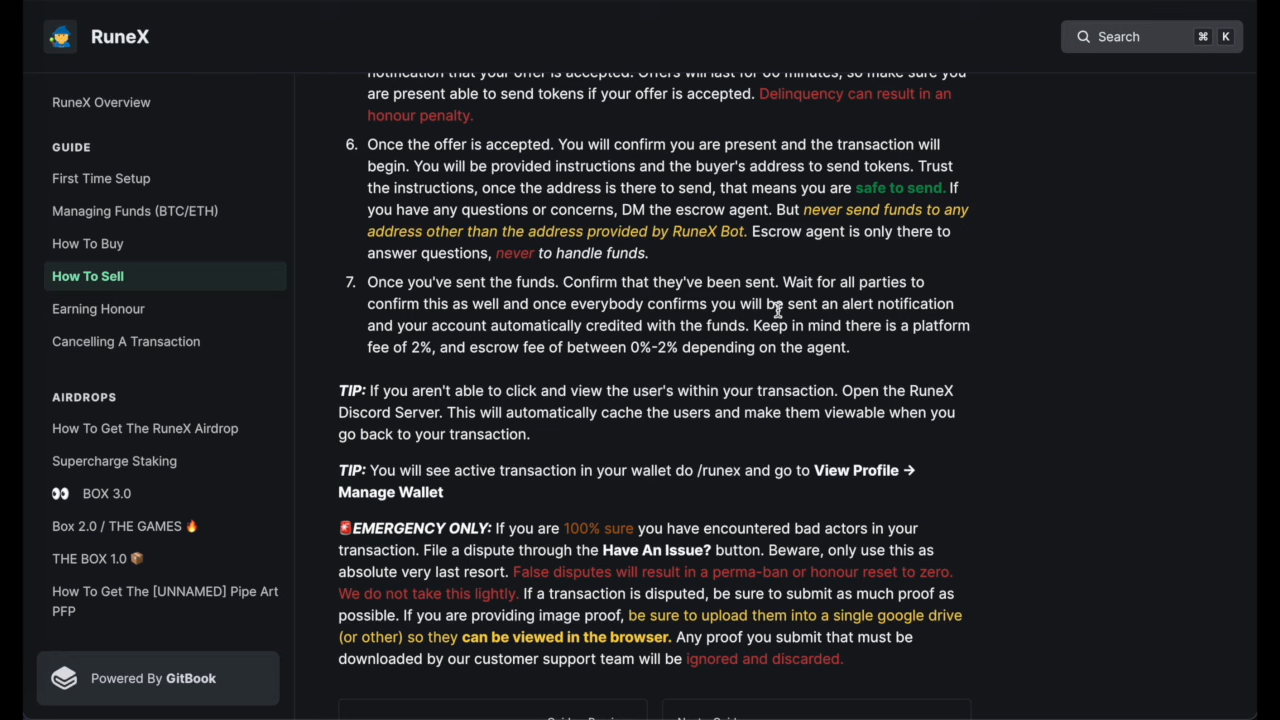 RuneX
Search
⌘ K
RuneX Overview
GUIDE
First Time Setup
Managing Funds (BTC/ETH)
How To Buy
How To Sell
Earning Honour
Cancelling A Transaction
AIRDROPS
How To Get The RuneX Airdrop
Supercharge Staking
👀 BOX 3.0
Box 2.0 / THE GAMES 🔥
THE BOX 1.0 📦
How To Get The [UNNAMED] Pipe Art
PFP
Powered By GitBook
notification that your offer is accepted. Offers will last for 60 minutes, so make sure you
are present able to send tokens if your offer is accepted. Delinquency can result in an
honour penalty.
6. Once the offer is accepted. You will confirm you are present and the transaction will
begin. You will be provided instructions and the buyer's address to send tokens. Trust
the instructions, once the address is there to send, that means you are safe to send. If
you have any questions or concerns, DM the escrow agent. But never send funds to any
address other than the address provided by RuneX Bot. Escrow agent is only there to
answer questions, never to handle funds.
7. Once you've sent the funds. Confirm that they've been sent. Wait for all parties to
confirm this as well and once everybody confirms you will be sent an alert notification
and your account automatically credited with the funds. Keep in mind there is a platform
fee of 2%, and escrow fee of between 0%-2% depending on the agent.
TIP: If you aren't able to click and view the user's within your transaction. Open the RuneX
Discord Server. This will automatically cache the users and make them viewable when you
go back to your transaction.
TIP: You will see active transaction in your wallet do /runex and go to View Profile →
Manage Wallet
🚨EMERGENCY ONLY: If you are 100% sure you have encountered bad actors in your
transaction. File a dispute through the Have An Issue? button. Beware, only use this as
absolute very last resort. False disputes will result in a perma-ban or honour reset to zero.
We do not take this lightly. If a transaction is disputed, be sure to submit as much proof as
possible. If you are providing image proof, be sure to upload them into a single google drive
(or other) so they can be viewed in the browser. Any proof you submit that must be
downloaded by our customer support team will be ignored and discarded.